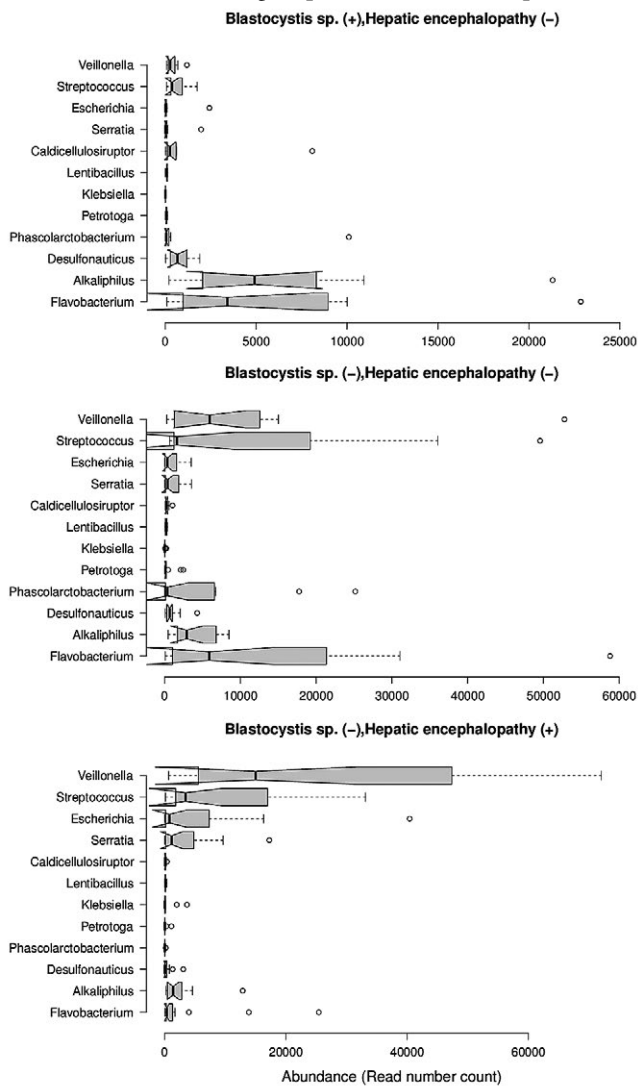 Blastocystis sp. (+),Hepatic encephalopathy (−)
Veillonella
Streptococcus
Escherichia
Serratia
Caldicellulosiruptor
Lentibacillus
Klebsiella
Petrotoga
Phascolarctobacterium
Desulfonauticus
Alkaliphilus
Flavobacterium
0 5000 10000 15000 20000 25000
Blastocystis sp. (−),Hepatic encephalopathy (−)
Veillonella
Streptococcus
Escherichia
Serratia
Caldicellulosiruptor
Lentibacillus
Klebsiella
Petrotoga
Phascolarctobacterium
Desulfonauticus
Alkaliphilus
Flavobacterium
0 10000 20000 30000 40000 50000 60000
Blastocystis sp. (−),Hepatic encephalopathy (+)
Veillonella
Streptococcus
Escherichia
Serratia
Caldicellulosiruptor
Lentibacillus
Klebsiella
Petrotoga
Phascolarctobacterium
Desulfonauticus
Alkaliphilus
Flavobacterium
0 20000 40000 60000
Abundance (Read number count)